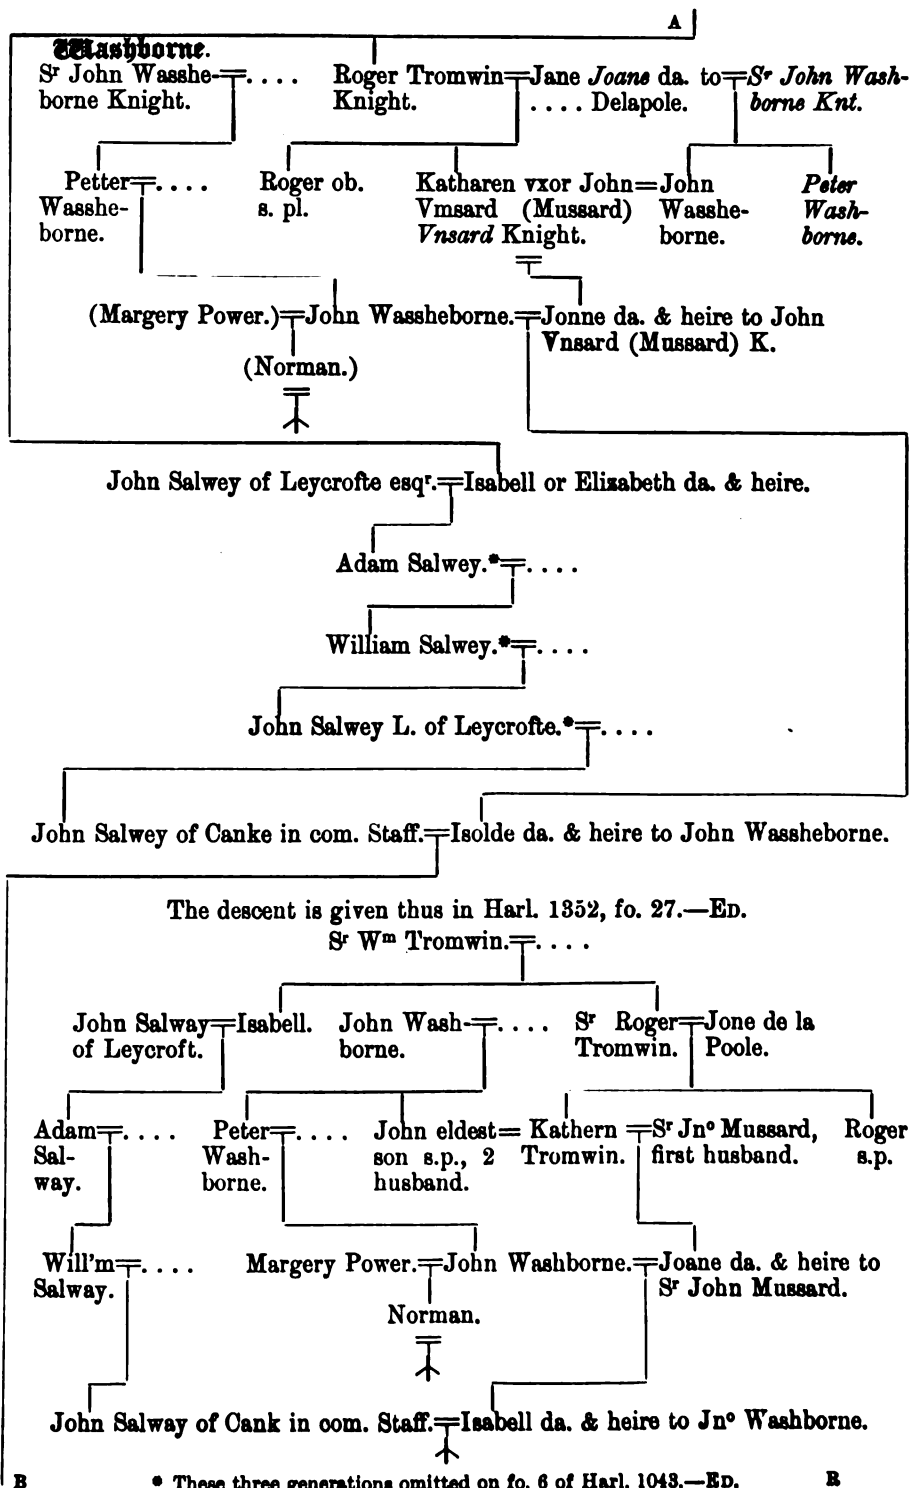 A
Washborne.
Sʳ John Wasshe-=.... Roger Tromwin=Jane Joane da. to=Sʳ John Wash-
borne Knight. Knight. .... Delapole. borne Knt.
Petter=.... Roger ob. Katharen vxor John=John Peter
Wasshe- s. pl. Vmsard (Mussard) Wasshe- Wash-
borne. Vnsard Knight. borne. borne.
(Margery Power.)=John Wassheborne.=Jonne da. & heire to John
Vnsard (Mussard) K.
(Norman.)
John Salwey of Leycrofte esqʳ.=Isabell or Elizabeth da. & heire.
Adam Salwey.*=....
William Salwey.*=....
John Salwey L. of Leycrofte.*=....
John Salwey of Canke in com. Staff.=Isolde da. & heire to John Wassheborne.
The descent is given thus in Harl. 1352, fo. 27.—ED.
Sʳ Wᵐ Tromwin.=....
John Salway=Isabell. John Wash-=.... Sʳ Roger=Jone de la
of Leycroft. borne. Tromwin. Poole.
Adam=.... Peter=.... John eldest= Kathern =Sʳ Jnᵒ Mussard, Roger
Sal- Wash- son s.p., 2 Tromwin. first husband. s.p.
way. borne. husband.
Will'm=.... Margery Power.=John Washborne.=Joane da. & heire to
Salway. Sʳ John Mussard.
Norman.
John Salway of Cank in com. Staff.=Isabell da. & heire to Jnᵒ Washborne.
B * These three generations omitted on fo. 6 of Harl. 1043.—ED. B